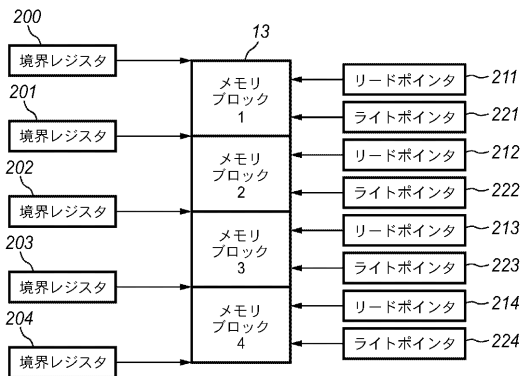 200
境界レジスタ
201
境界レジスタ
202
境界レジスタ
203
境界レジスタ
204
境界レジスタ
13
メモリ
ブロック
1
メモリ
ブロック
2
メモリ
ブロック
3
メモリ
ブロック
4
リードポインタ 211
ライトポインタ 221
リードポインタ 212
ライトポインタ 222
リードポインタ 213
ライトポインタ 223
リードポインタ 214
ライトポインタ 224